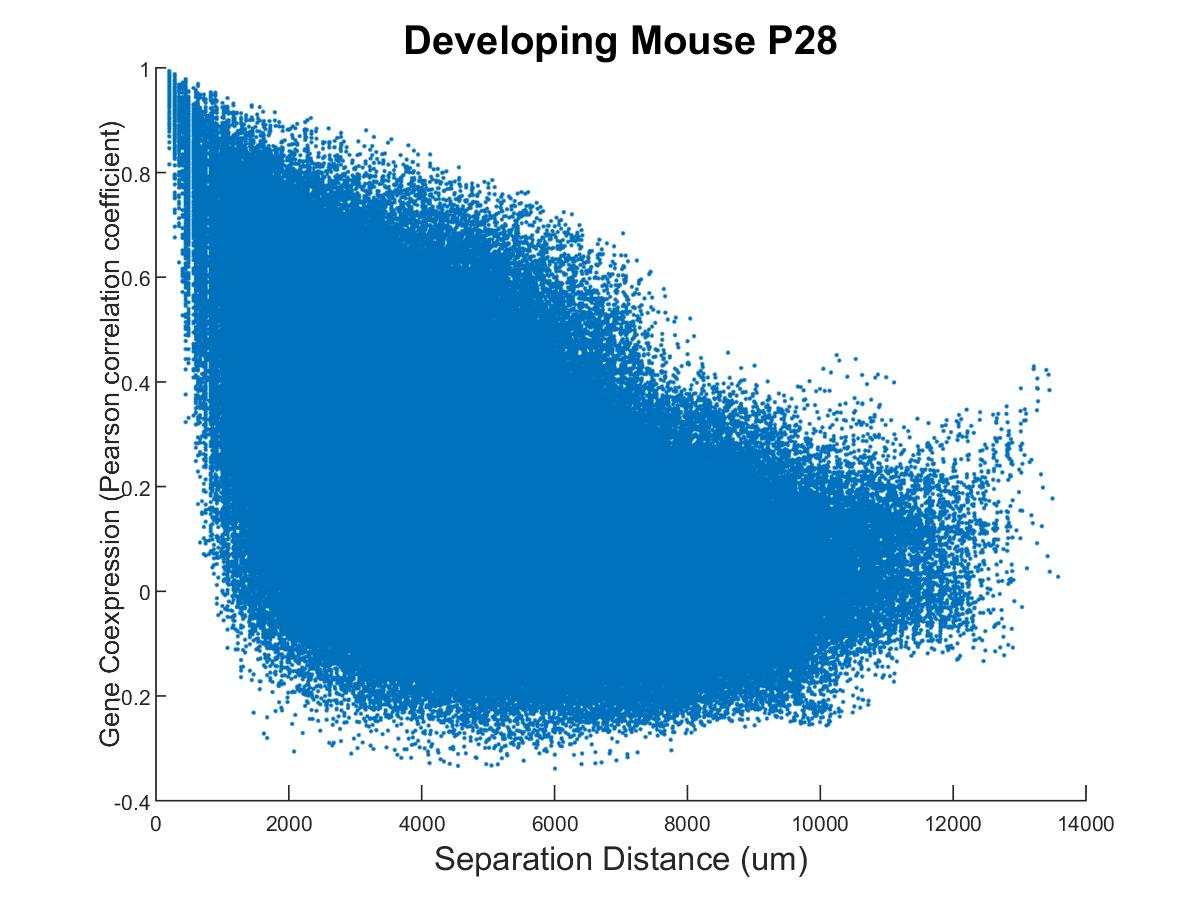 Developing Mouse P28
Gene Coexpression (Pearson correlation coefficient)
1
0.8
0.6
0.4
0.2
0
-0.2
-0.4
0 2000 4000 6000 8000 10000 12000 14000
Separation Distance (um)